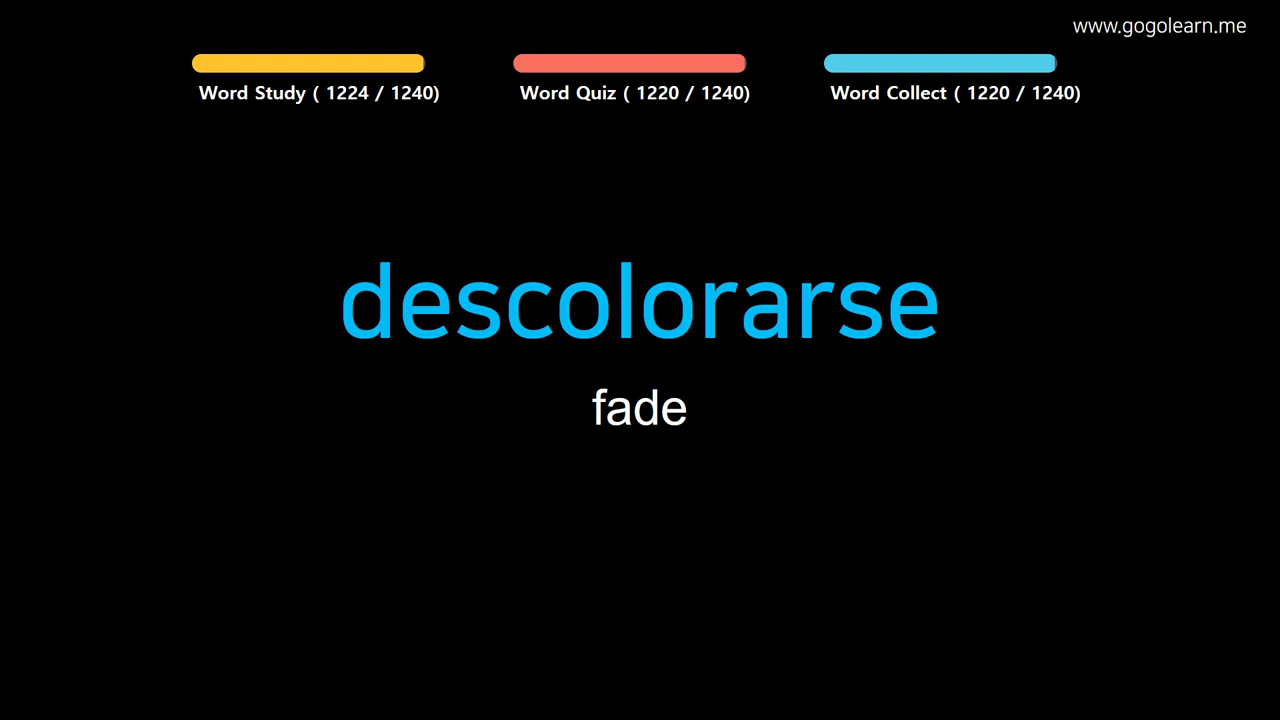 www.gogolearn.me
Word Study ( 1224 / 1240)
Word Quiz ( 1220 / 1240)
Word Collect ( 1220 / 1240)
descolorarse
fade